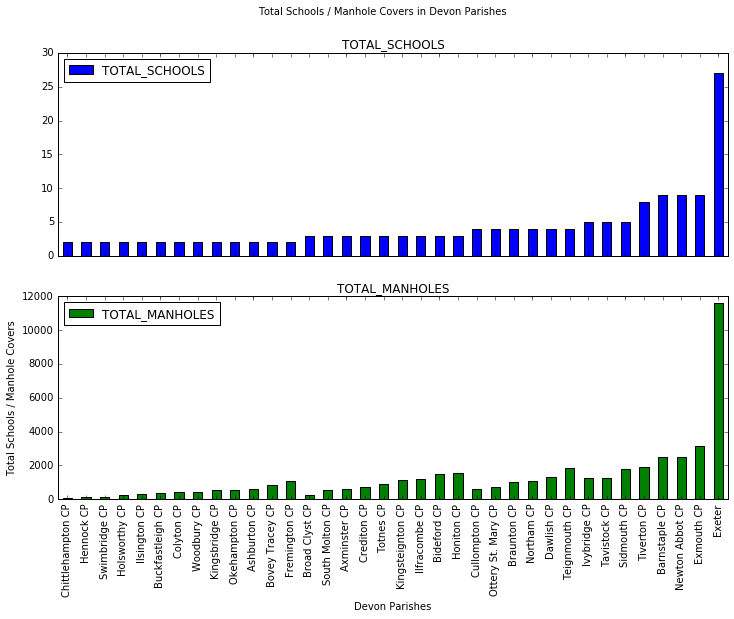 Total Schools / Manhole Covers in Devon Parishes
TOTAL_SCHOOLS
TOTAL_SCHOOLS
30
25
20
15
10
5
0
TOTAL_MANHOLES
TOTAL_MANHOLES
12000
10000
8000
6000
4000
2000
0
Total Schools / Manhole Covers
Chittlehampton CP
Hennock CP
Swimbridge CP
Holsworthy CP
Ilsington CP
Buckfastleigh CP
Colyton CP
Woodbury CP
Kingsbridge CP
Okehampton CP
Ashburton CP
Bovey Tracey CP
Fremington CP
Broad Clyst CP
South Molton CP
Axminster CP
Crediton CP
Totnes CP
Kingsteignton CP
Ilfracombe CP
Bideford CP
Honiton CP
Cullompton CP
Ottery St. Mary CP
Braunton CP
Northam CP
Dawlish CP
Teignmouth CP
Ivybridge CP
Tavistock CP
Sidmouth CP
Tiverton CP
Barnstaple CP
Newton Abbot CP
Exmouth CP
Exeter
Devon Parishes